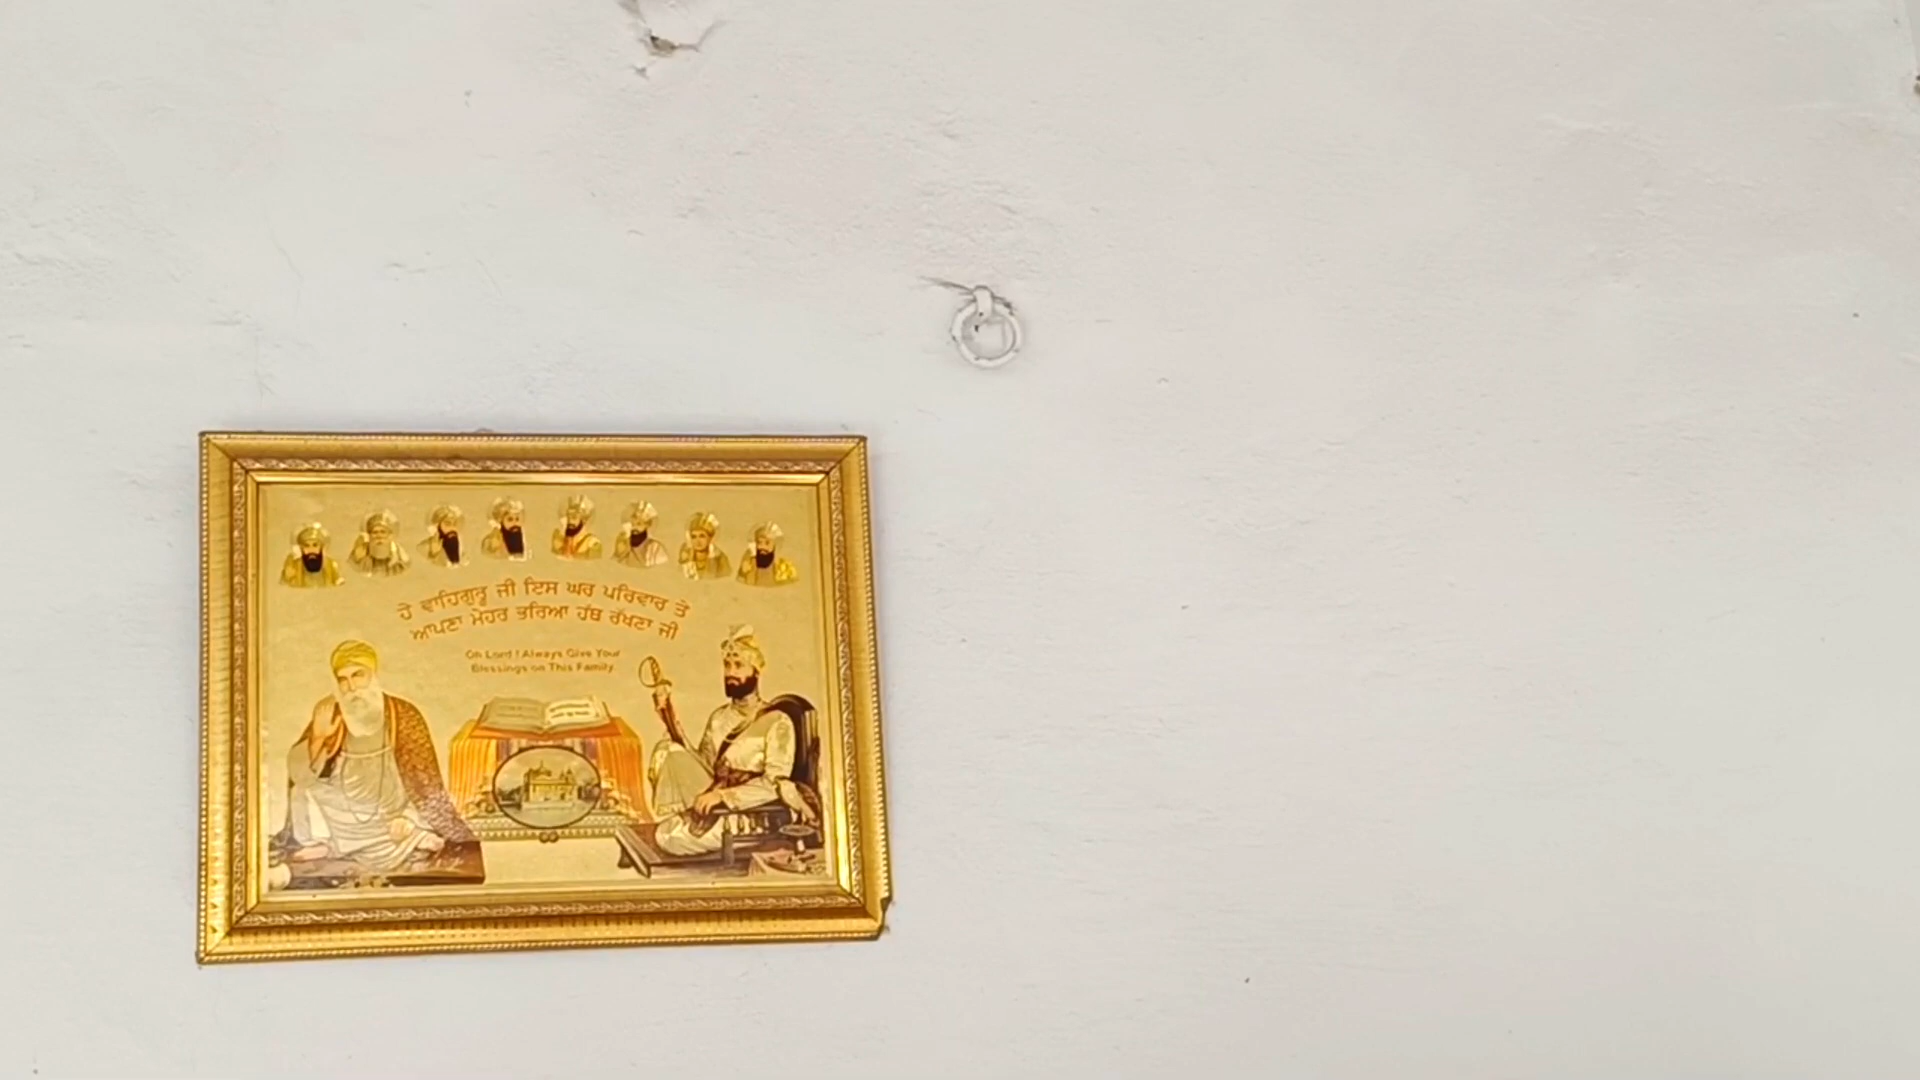 ਹੇ ਵਾਹਿਗੁਰੂ ਜੀ ਇਸ ਘਰ ਪਰਿਵਾਰ ਤੇ
ਆਪਣਾ ਮੇਹਰ ਭਰਿਆ ਹੱਥ ਰੱਖਣਾ ਜੀ
Oh Lord ! Always Give Your
Blessings on This Family.